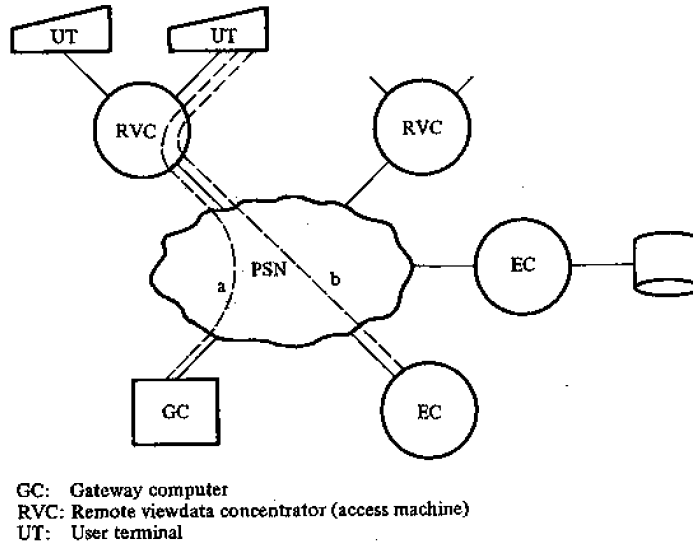 UT UT
RVC RVC
PSN
a b
EC
GC EC
GC: Gateway computer
RVC: Remote viewdata concentrator (access machine)
UT: User terminal